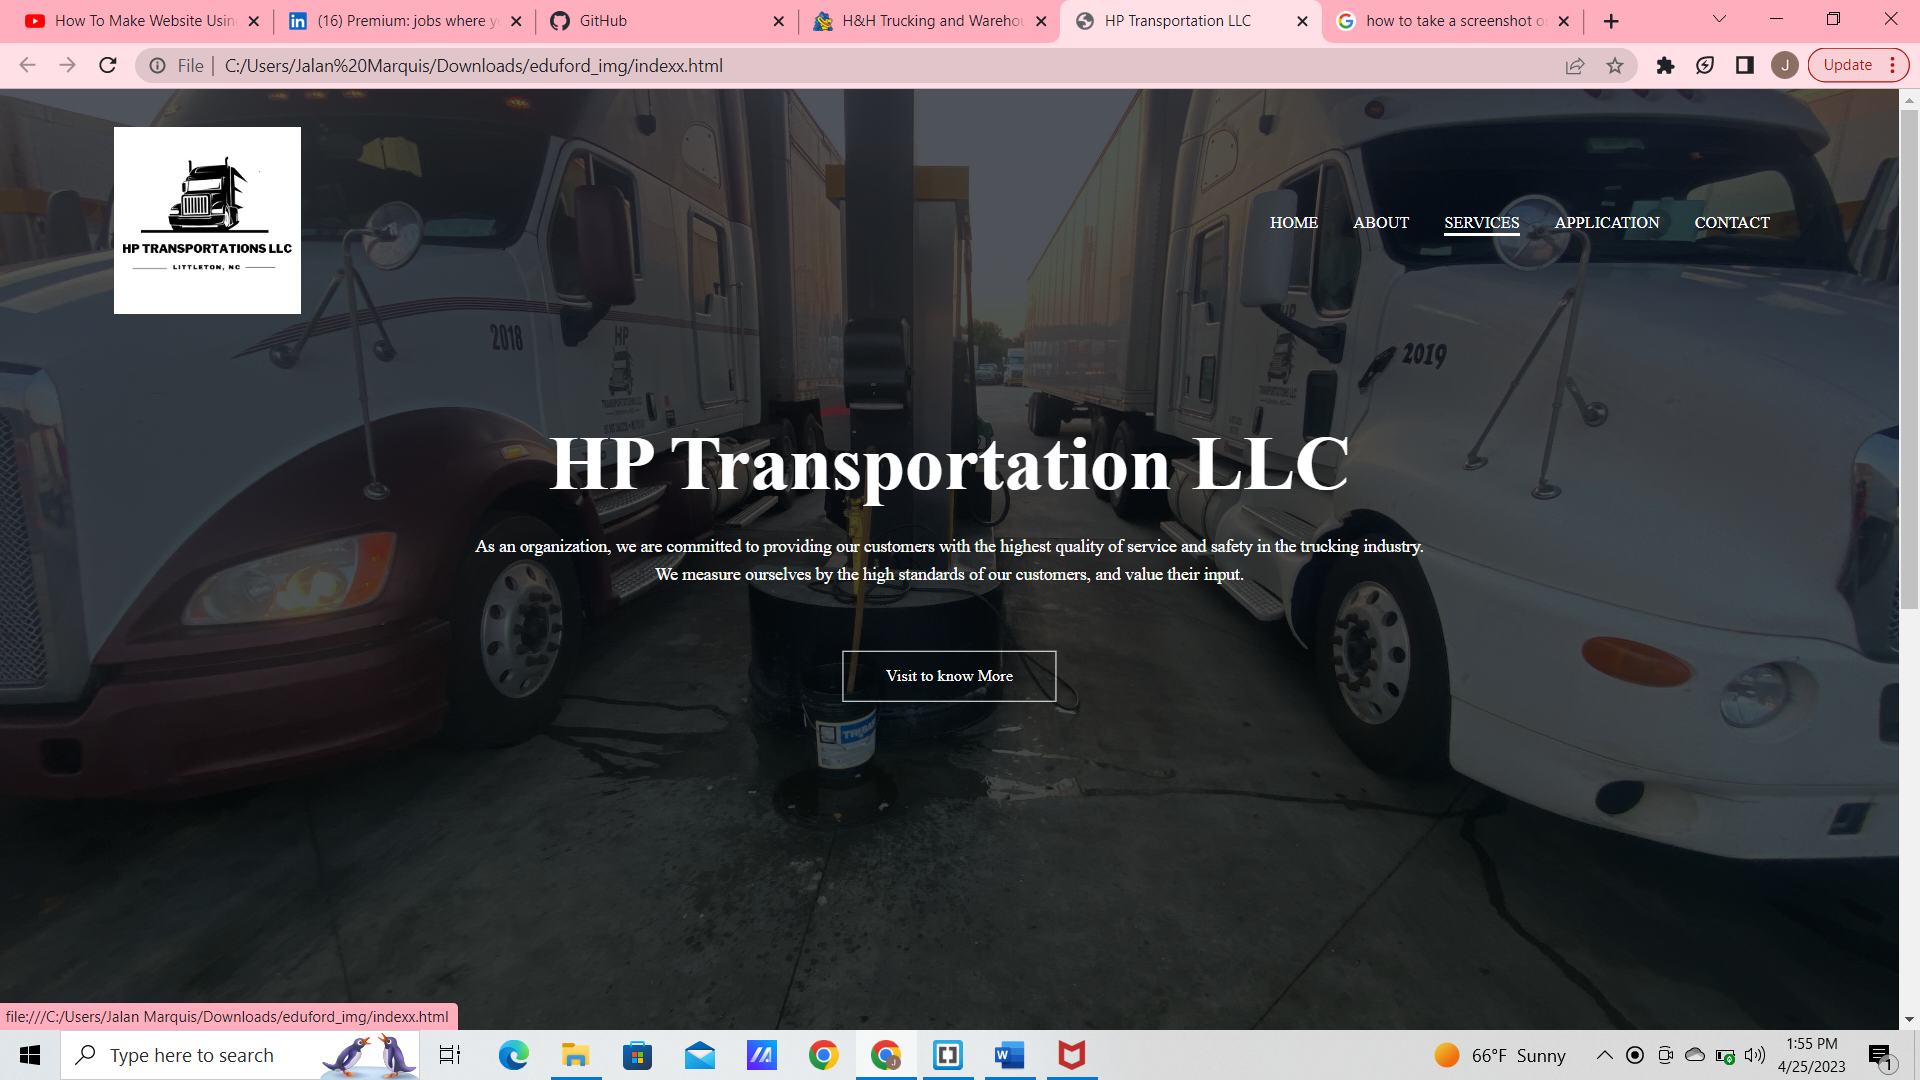 How To Make Website Usin
(16) Premium: jobs where y
GitHub
H&H Trucking and Wareho
HP Transportation LLC
how to take a screenshot o
File
C:/Users/Jalan%20Marquis/Downloads/eduford_img/indexx.html
J
Update
HP TRANSPORTATIONS LLC
LITTLETON, NC
HOME
ABOUT
SERVICES
APPLICATION
CONTACT
2018
HP
HP
2019
HP Transportation LLC
As an organization, we are committed to providing our customers with the highest quality of service and safety in the trucking industry.
We measure ourselves by the high standards of our customers, and value their input.
Visit to know More
file:///C:/Users/Jalan Marquis/Downloads/eduford_img/indexx.html
Type here to search
66°F Sunny
1:55 PM
4/25/2023
1